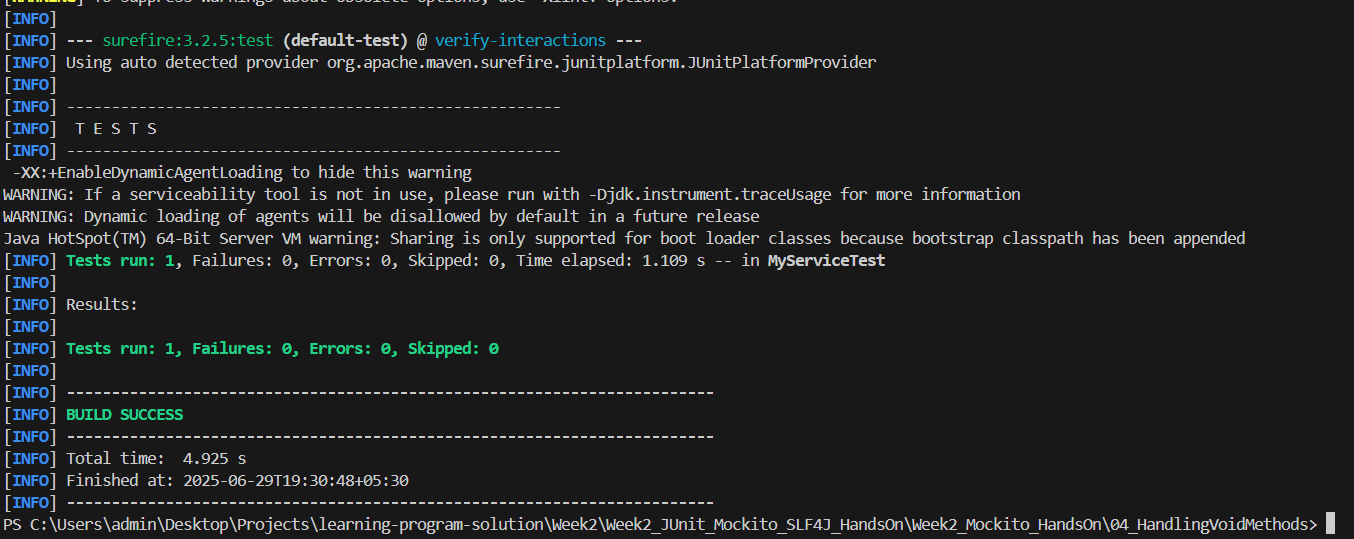 [WARNING] To suppress warnings about obsolete options, use -Xlint:-options.
[INFO]
[INFO] --- surefire:3.2.5:test (default-test) @ verify-interactions ---
[INFO] Using auto detected provider org.apache.maven.surefire.junitplatform.JUnitPlatformProvider
[INFO]
[INFO] -------------------------------------------------------
[INFO]  T E S T S
[INFO] -------------------------------------------------------
 -XX:+EnableDynamicAgentLoading to hide this warning
WARNING: If a serviceability tool is not in use, please run with -Djdk.instrument.traceUsage for more information
WARNING: Dynamic loading of agents will be disallowed by default in a future release
Java HotSpot(TM) 64-Bit Server VM warning: Sharing is only supported for boot loader classes because bootstrap classpath has been appended
[INFO] Tests run: 1, Failures: 0, Errors: 0, Skipped: 0, Time elapsed: 1.109 s -- in MyServiceTest
[INFO]
[INFO] Results:
[INFO]
[INFO] Tests run: 1, Failures: 0, Errors: 0, Skipped: 0
[INFO]
[INFO] ------------------------------------------------------------------------
[INFO] BUILD SUCCESS
[INFO] ------------------------------------------------------------------------
[INFO] Total time:  4.925 s
[INFO] Finished at: 2025-06-29T19:30:48+05:30
[INFO] ------------------------------------------------------------------------
PS C:\Users\admin\Desktop\Projects\learning-program-solution\Week2\Week2_JUnit_Mockito_SLF4J_HandsOn\Week2_Mockito_HandsOn\04_HandlingVoidMethods>